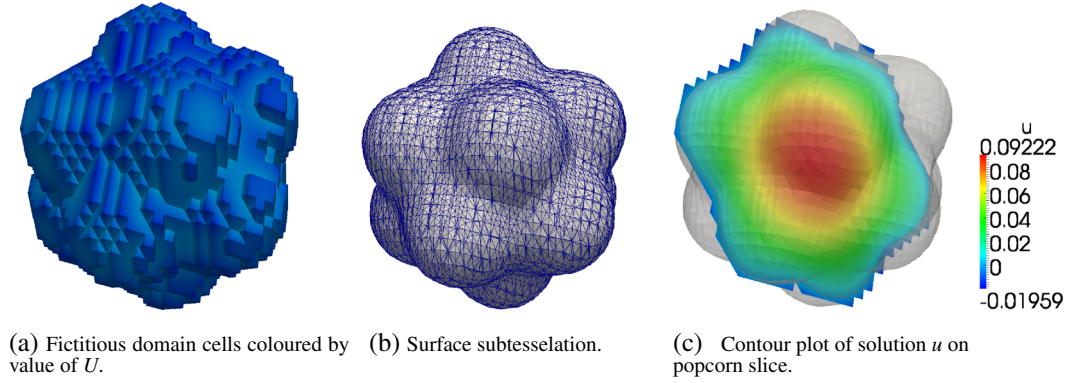 u
0.09222
0.08
0.06
0.04
0.02
0
-0.01959
(a) Fictitious domain cells coloured by
value of U.
(b) Surface subtesselation.
(c) Contour plot of solution u on
popcorn slice.